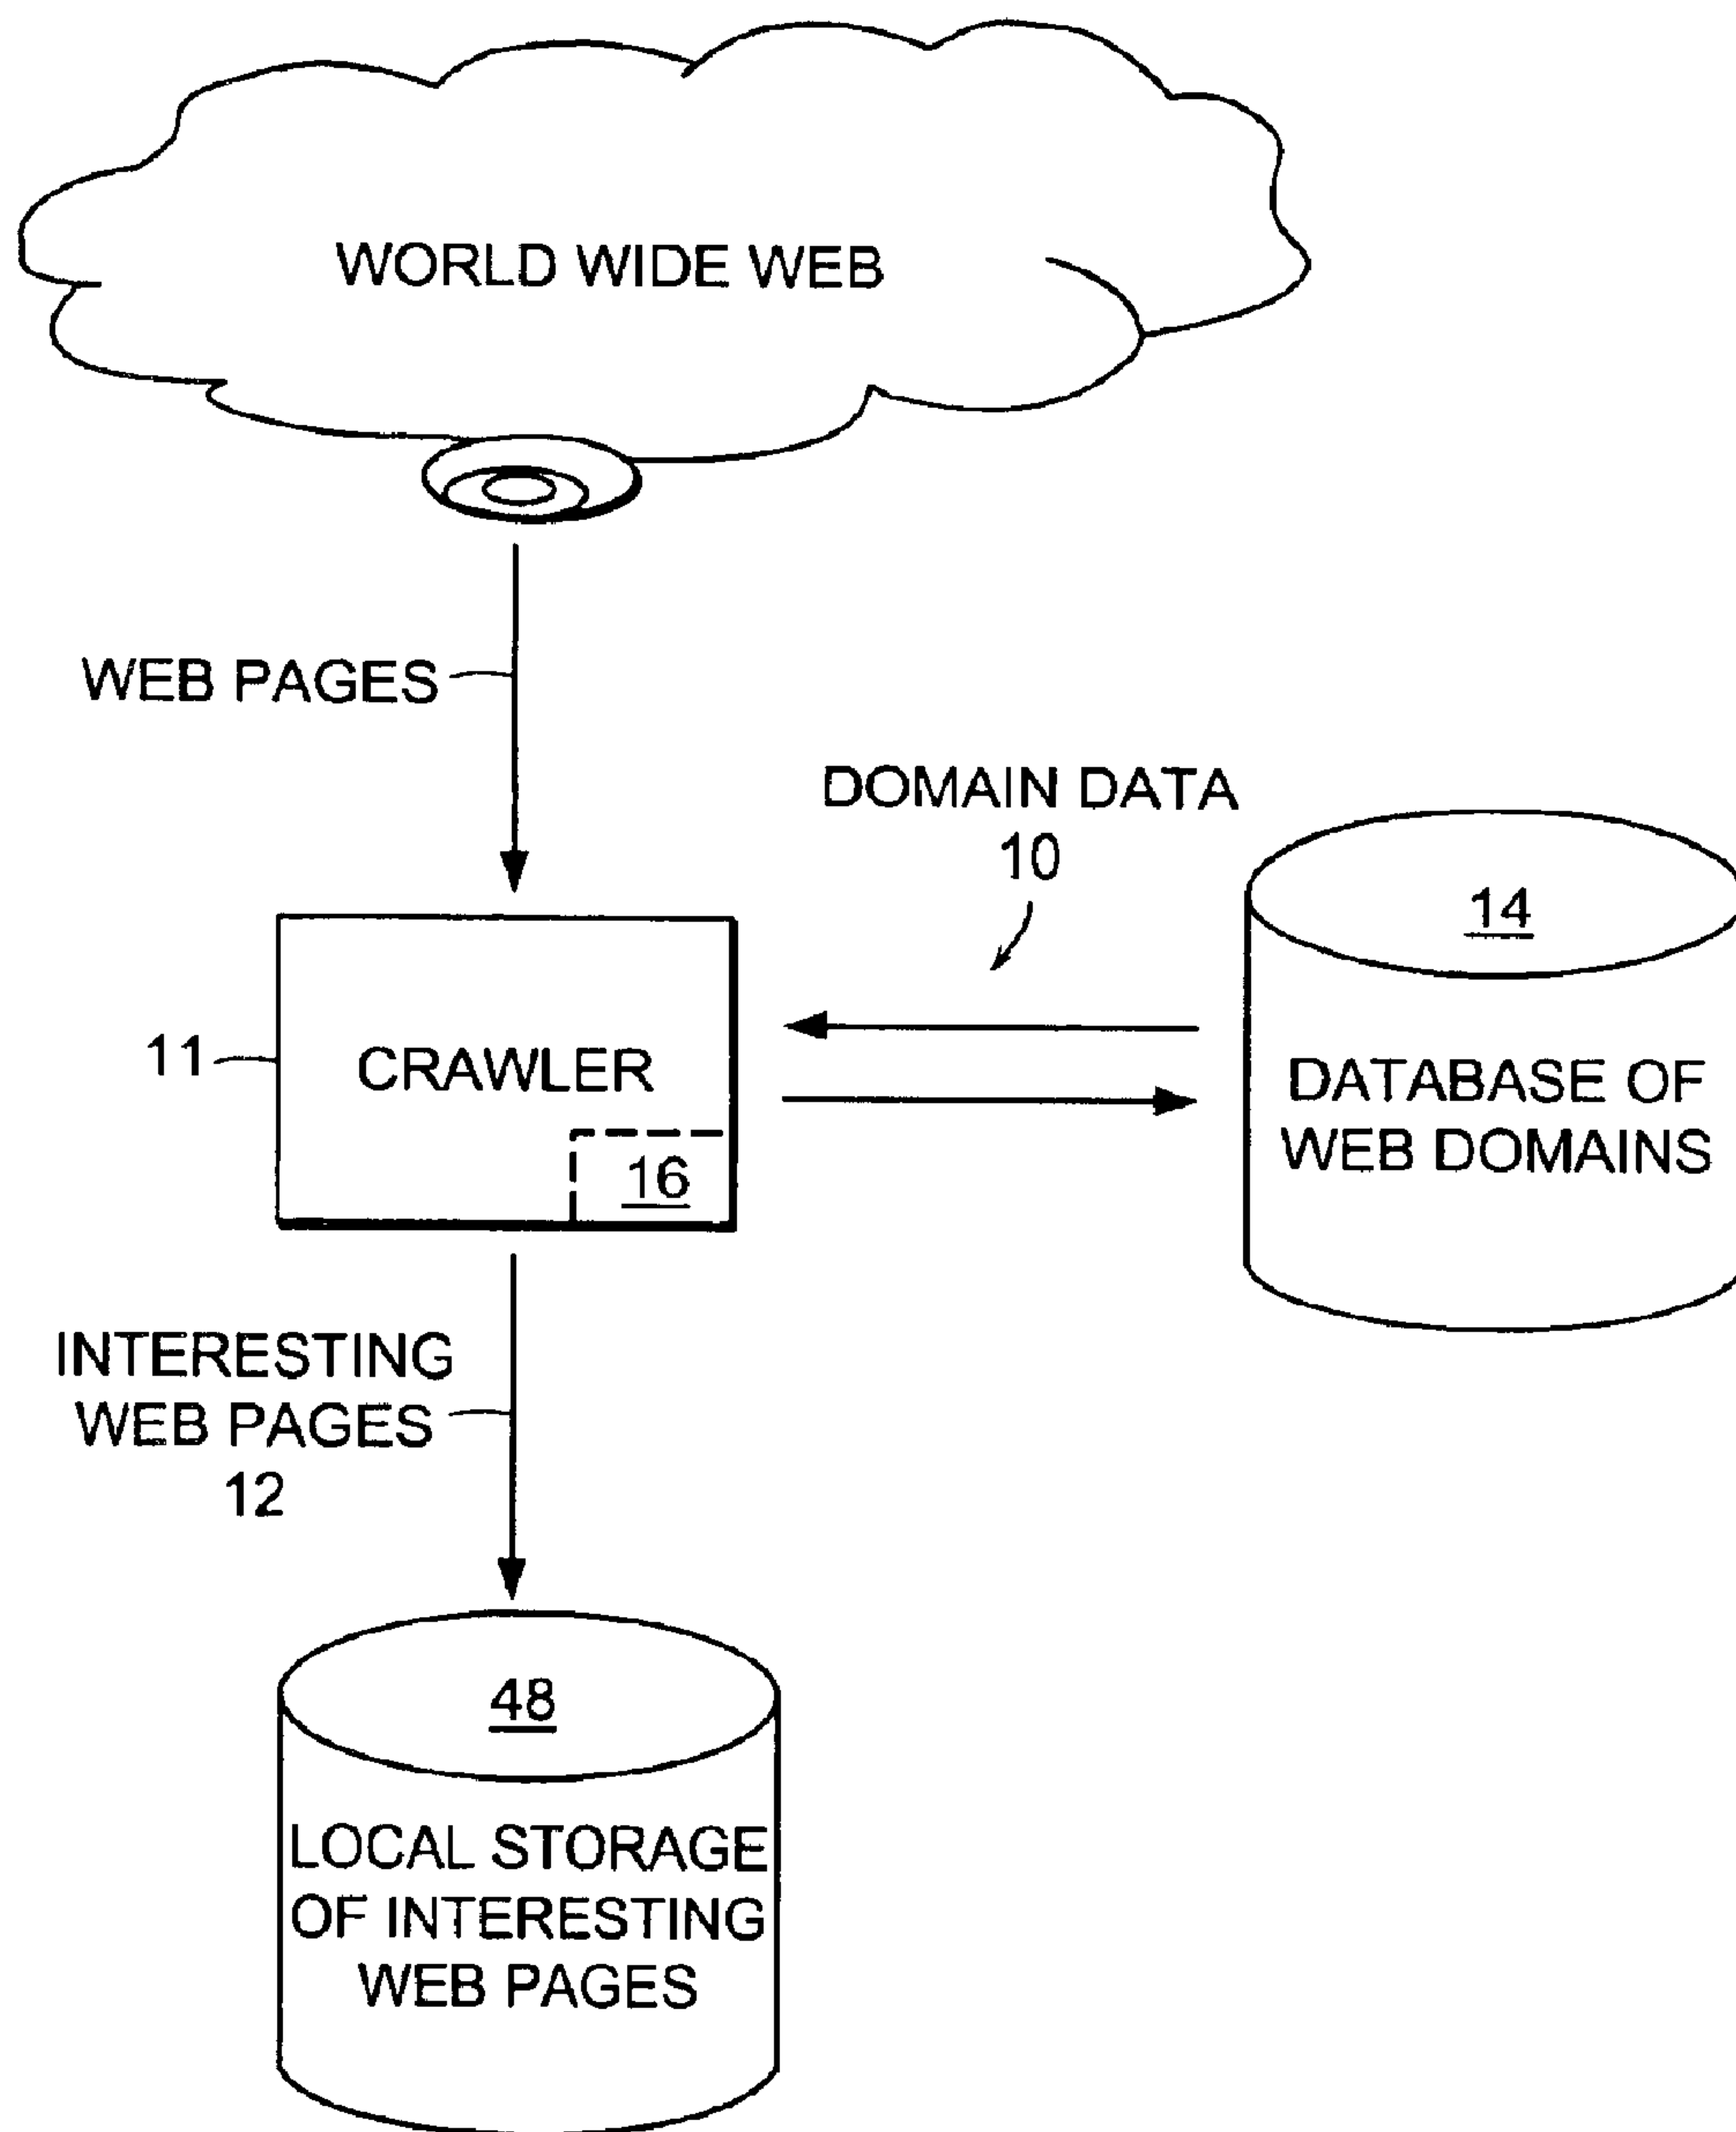 WORLD WIDE WEB
WEB PAGES
DOMAIN DATA
10
14
11
CRAWLER
16
DATABASE OF
WEB DOMAINS
INTERESTING
WEB PAGES
12
48
LOCAL STORAGE
OF INTERESTING
WEB PAGES